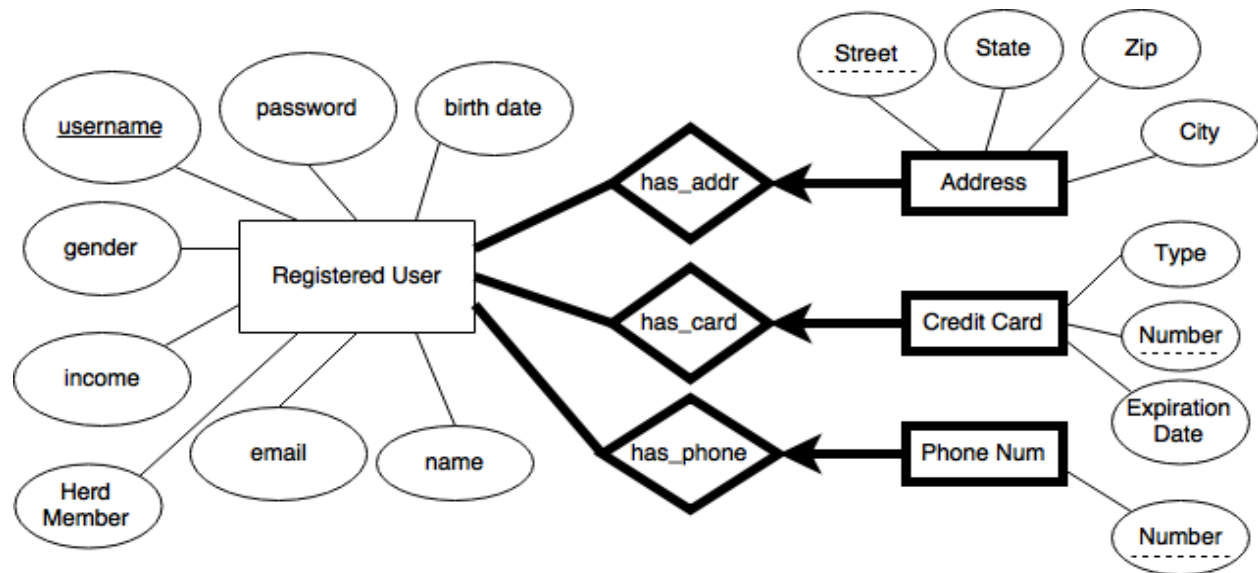 Street
State
Zip
username
password
birth date
City
has_addr
Address
gender
Registered User
Type
has_card
Credit Card
Number
income
Expiration
Date
email
name
has_phone
Phone Num
Herd
Member
Number